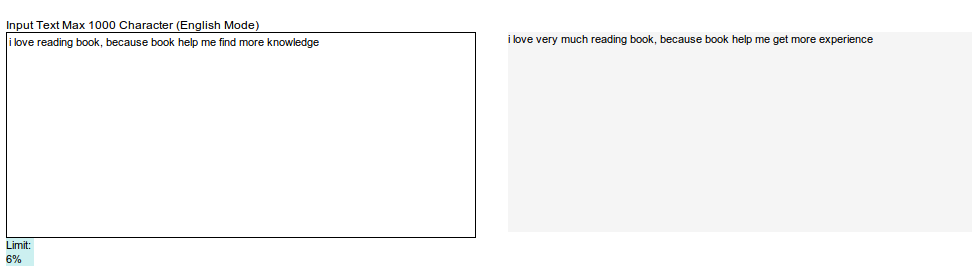 Input Text Max 1000 Character (English Mode)
i love reading book, because book help me find more knowledge
i love very much reading book, because book help me get more experience
Limit:
6%